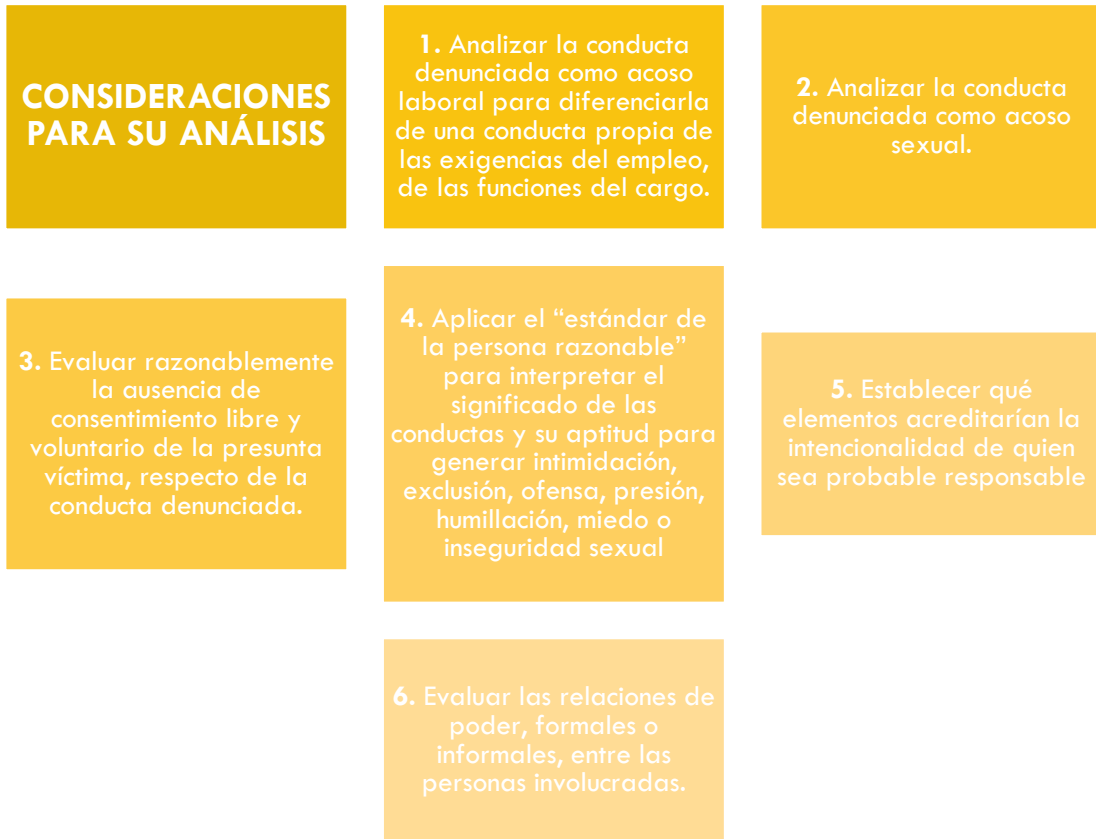 CONSIDERACIONES
PARA SU ANÁLISIS
1. Analizar la conducta
denunciada como acoso
laboral para diferenciarla
de una conducta propia de
las exigencias del empleo,
de las funciones del cargo.
2. Analizar la conducta
denunciada como acoso
sexual.
3. Evaluar razonablemente
la ausencia de
consentimiento libre y
voluntario de la presunta
víctima, respecto de la
conducta denunciada.
4. Aplicar el “estándar de
la persona razonable”
para interpretar el
significado de las
conductas y su aptitud para
generar intimidación,
exclusión, ofensa, presión,
humillación, miedo o
inseguridad sexual
5. Establecer qué
elementos acreditarían la
intencionalidad de quien
sea probable responsable
6. Evaluar las relaciones de
poder, formales o
informales, entre las
personas involucradas.